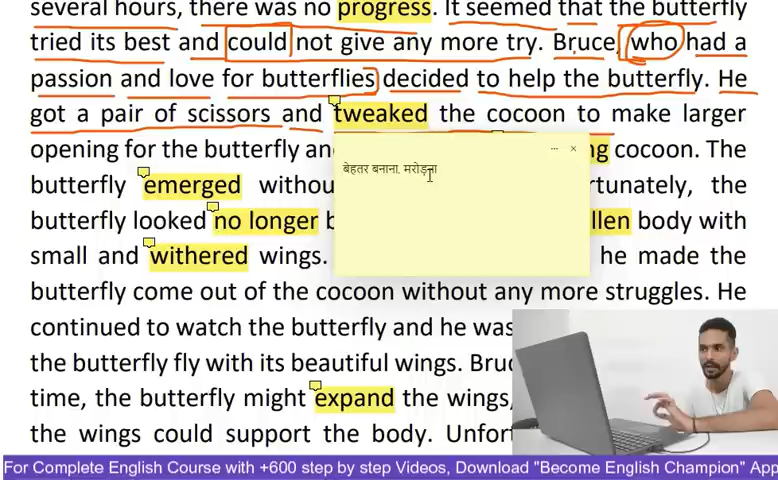 several hours, there was no progress. It seemed that the butterfly
tried its best and could not give any more try. Bruce, who had a
passion and love for butterflies decided to help the butterfly. He
got a pair of scissors and tweaked the cocoon to make larger
opening for the butterfly an
ng cocoon. The
बेहतर बनाना. मरोड़ना
butterfly emerged withou
rtunately, the
butterfly looked no longer b
llen body with
small and withered wings.
he made the
butterfly come out of the cocoon without any more struggles. He
continued to watch the butterfly and he was
the butterfly fly with its beautiful wings. Bruc
time, the butterfly might expand the wings,
the wings could support the body. Unfort
For Complete English Course with +600 step by step Videos, Download "Become English Champion" App